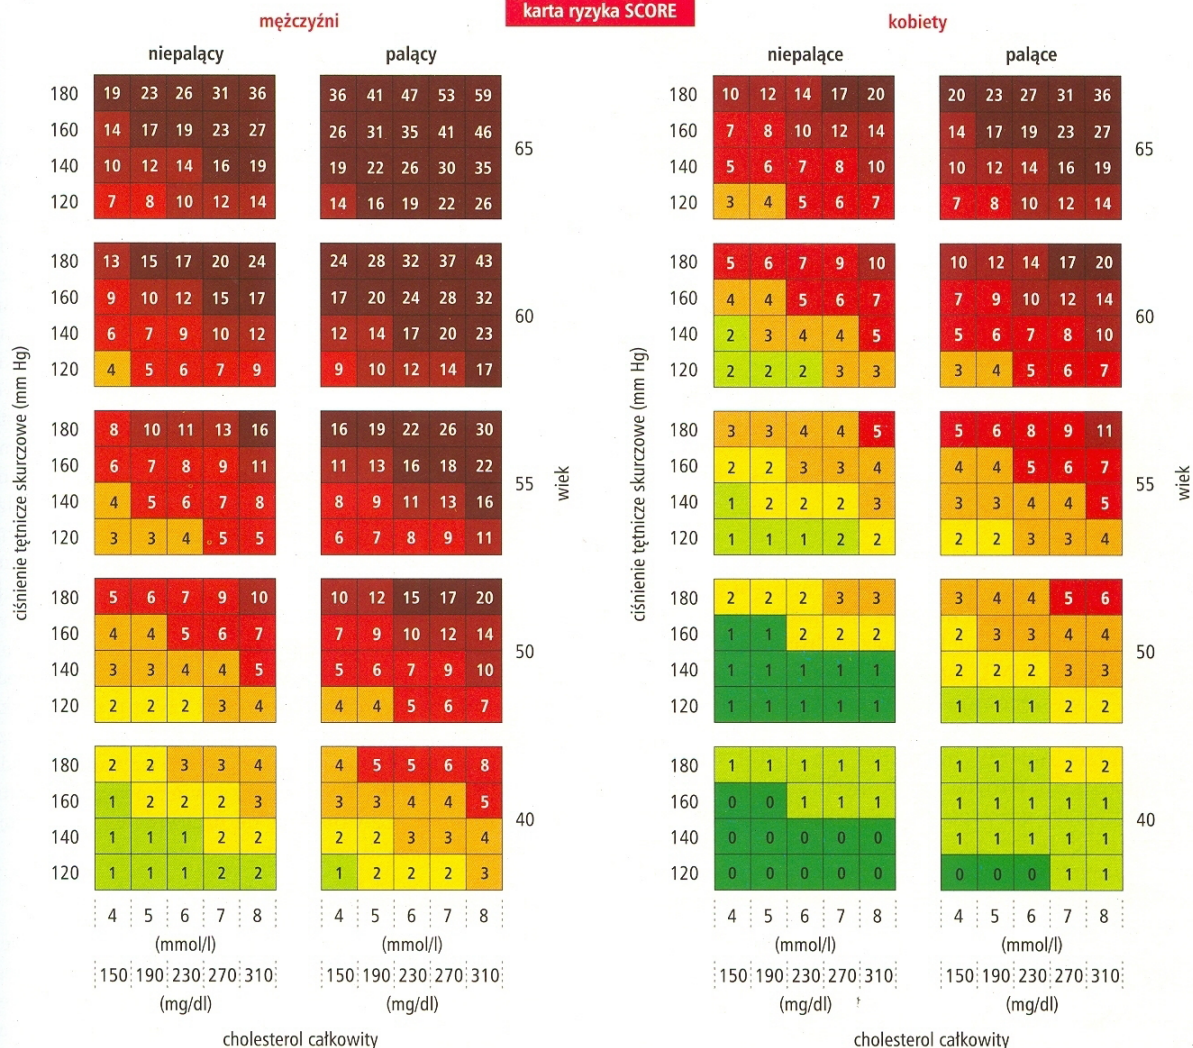 karta ryzyka SCORE
mężczyźni
kobiety
niepalący palący niepalące palące
180 19 23 26 31 36 36 41 47 53 59 180 10 12 14 17 20 20 23 27 31 36
160 14 17 19 23 27 26 31 35 41 46 160 7 8 10 12 14 14 17 19 23 27
65 65
140 10 12 14 16 19 19 22 26 30 35 140 5 6 7 8 10 10 12 14 16 19
120 7 8 10 12 14 14 16 19 22 26 120 3 4 5 6 7 7 8 10 12 14
180 13 15 17 20 24 24 28 32 37 43 180 5 6 7 9 10 10 12 14 17 20
160 9 10 12 15 17 17 20 24 28 32 160 4 4 5 6 7 7 9 10 12 14
60 60
140 6 7 9 10 12 12 14 17 20 23 140 2 3 4 4 5 5 6 7 8 10
120 4 5 6 7 9 9 10 12 14 17 120 2 2 2 3 3 3 4 5 6 7
180 8 10 11 13 16 16 19 22 26 30 180 3 3 4 4 5 5 6 8 9 11
160 6 7 8 9 11 11 13 16 18 22 160 2 2 3 3 4 4 4 5 6 7
55 55
140 4 5 6 7 8 8 9 11 13 16 140 1 2 2 2 3 3 3 4 4 5
120 3 3 4 5 5 6 7 8 9 11 120 1 1 1 2 2 2 2 3 3 4
180 5 6 7 9 10 10 12 15 17 20 180 2 2 2 3 3 3 4 4 5 6
160 4 4 5 6 7 7 9 10 12 14 160 1 1 2 2 2 2 3 3 4 4
50 50
140 3 3 4 4 5 5 6 7 9 10 140 1 1 1 1 1 2 2 2 3 3
120 2 2 2 3 4 4 4 5 6 7 120 1 1 1 1 1 1 1 1 2 2
180 2 2 3 3 4 4 5 5 6 8 180 1 1 1 1 1 1 1 1 2 2
160 1 2 2 2 3 3 3 4 4 5 160 0 0 1 1 1 1 1 1 1 1
40 40
140 1 1 1 2 2 2 2 3 3 4 140 0 0 0 0 0 1 1 1 1 1
120 1 1 1 2 2 1 2 2 2 3 120 0 0 0 0 0 0 0 0 1 1
4 5 6 7 8 4 5 6 7 8 4 5 6 7 8 4 5 6 7 8
(mmol/l) (mmol/l) (mmol/l) (mmol/l)
150 190 230 270 310 150 190 230 270 310 150 190 230 270 310 150 190 230 270 310
(mg/dl) (mg/dl) (mg/dl) (mg/dl)
cholesterol całkowity cholesterol całkowity
ciśnienie tętnicze skurczowe (mm Hg)
wiek
ciśnienie tętnicze skurczowe (mm Hg)
wiek